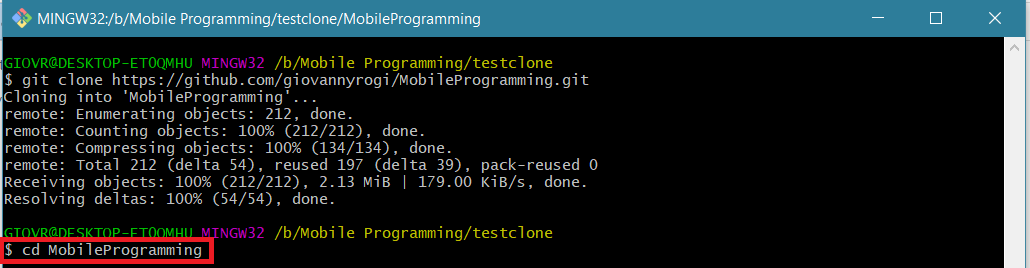 MINGW32:/b/Mobile Programming/testclone/MobileProgramming
GIOVR@DESKTOP-ET0QMHU MINGW32 /b/Mobile Programming/testclone
$ git clone https://github.com/giovannyrogi/MobileProgramming.git
Cloning into 'MobileProgramming'...
remote: Enumerating objects: 212, done.
remote: Counting objects: 100% (212/212), done.
remote: Compressing objects: 100% (134/134), done.
remote: Total 212 (delta 54), reused 197 (delta 39), pack-reused 0
Receiving objects: 100% (212/212), 2.13 MiB | 179.00 KiB/s, done.
Resolving deltas: 100% (54/54), done.
GIOVR@DESKTOP-ET0QMHU MINGW32 /b/Mobile Programming/testclone
$ cd MobileProgramming